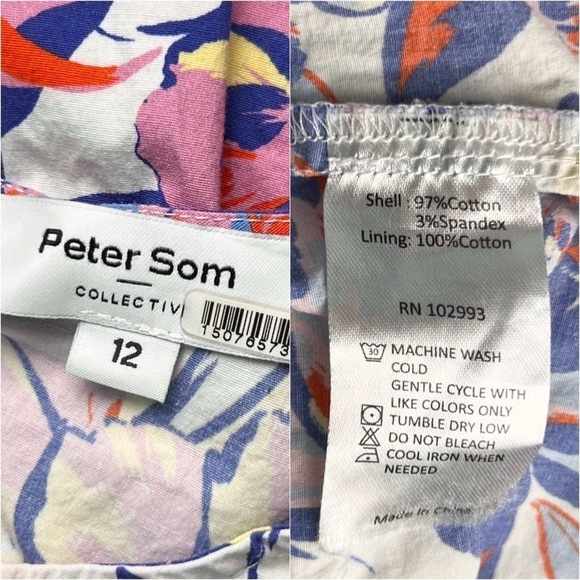 Peter Som
COLLECTIV
15076573
12
Shell : 97%Cotton
3%Spandex
Lining: 100%Cotton
RN 102993
30
MACHINE WASH
COLD
GENTLE CYCLE WITH
LIKE COLORS ONLY
TUMBLE DRY LOW
DO NOT BLEACH
COOL IRON WHEN
NEEDED
Made in China